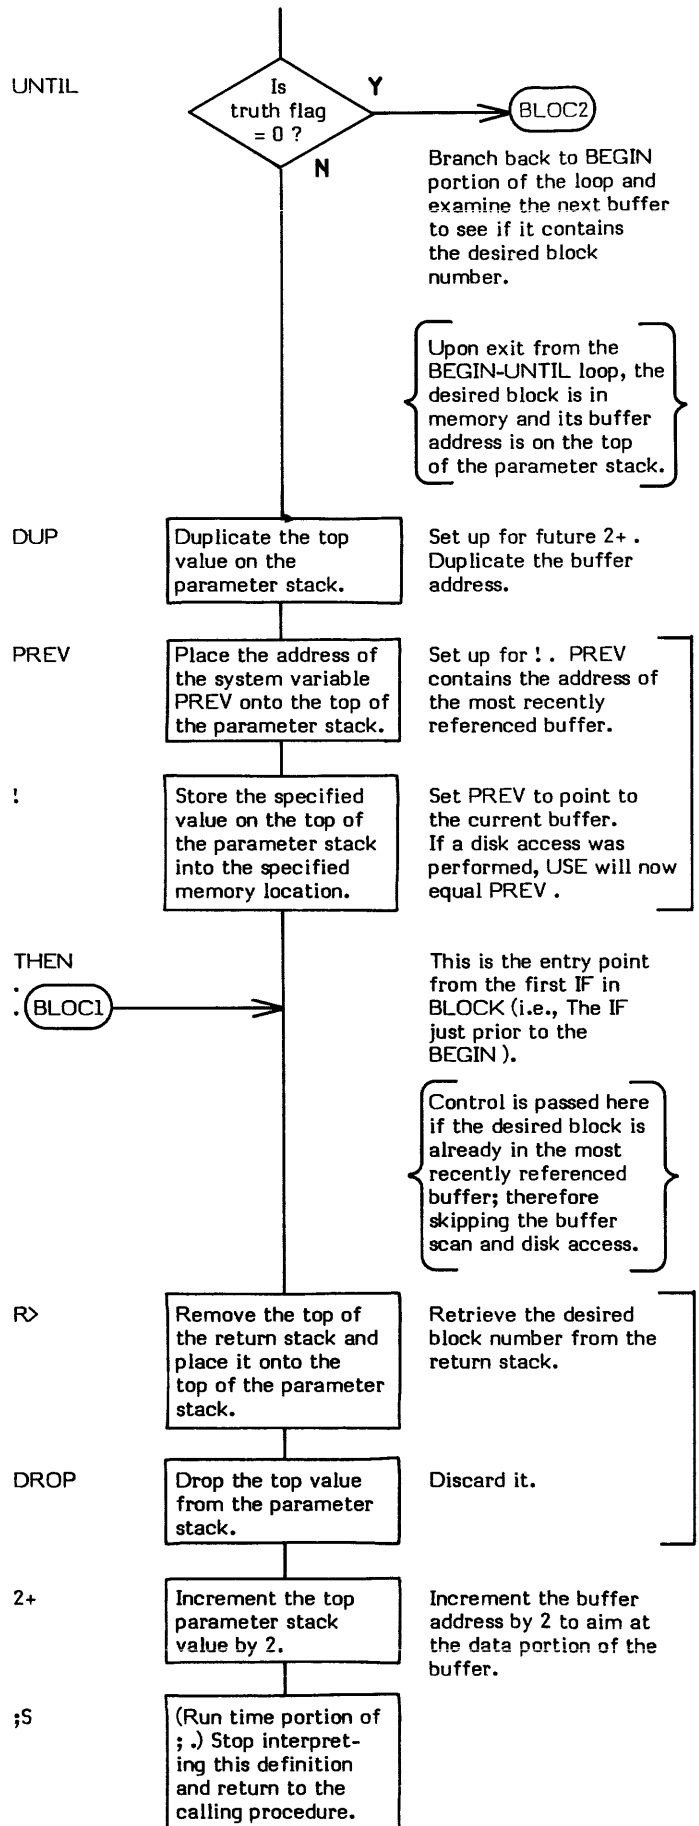 UNTIL
Is
truth flag
= 0 ?
Y
N
BLOC2
Branch back to BEGIN
portion of the loop and
examine the next buffer
to see if it contains
the desired block
number.
Upon exit from the
BEGIN-UNTIL loop, the
desired block is in
memory and its buffer
address is on the top
of the parameter stack.
DUP
Duplicate the top
value on the
parameter stack.
Set up for future 2+ .
Duplicate the buffer
address.
PREV
Place the address of
the system variable
PREV onto the top of
the parameter stack.
Set up for ! . PREV
contains the address of
the most recently
referenced buffer.
!
Store the specified
value on the top of
the parameter stack
into the specified
memory location.
Set PREV to point to
the current buffer.
If a disk access was
performed, USE will now
equal PREV .
THEN
:
BLOC1
This is the entry point
from the first IF in
BLOCK (i.e., The IF
just prior to the
BEGIN ).
Control is passed here
if the desired block is
already in the most
recently referenced
buffer; therefore
skipping the buffer
scan and disk access.
R>
Remove the top of
the return stack and
place it onto the
top of the parameter
stack.
Retrieve the desired
block number from the
return stack.
DROP
Drop the top value
from the parameter
stack.
Discard it.
2+
Increment the top
parameter stack
value by 2.
Increment the buffer
address by 2 to aim at
the data portion of the
buffer.
;S
(Run time portion of
; .) Stop interpret-
ing this definition
and return to the
calling procedure.